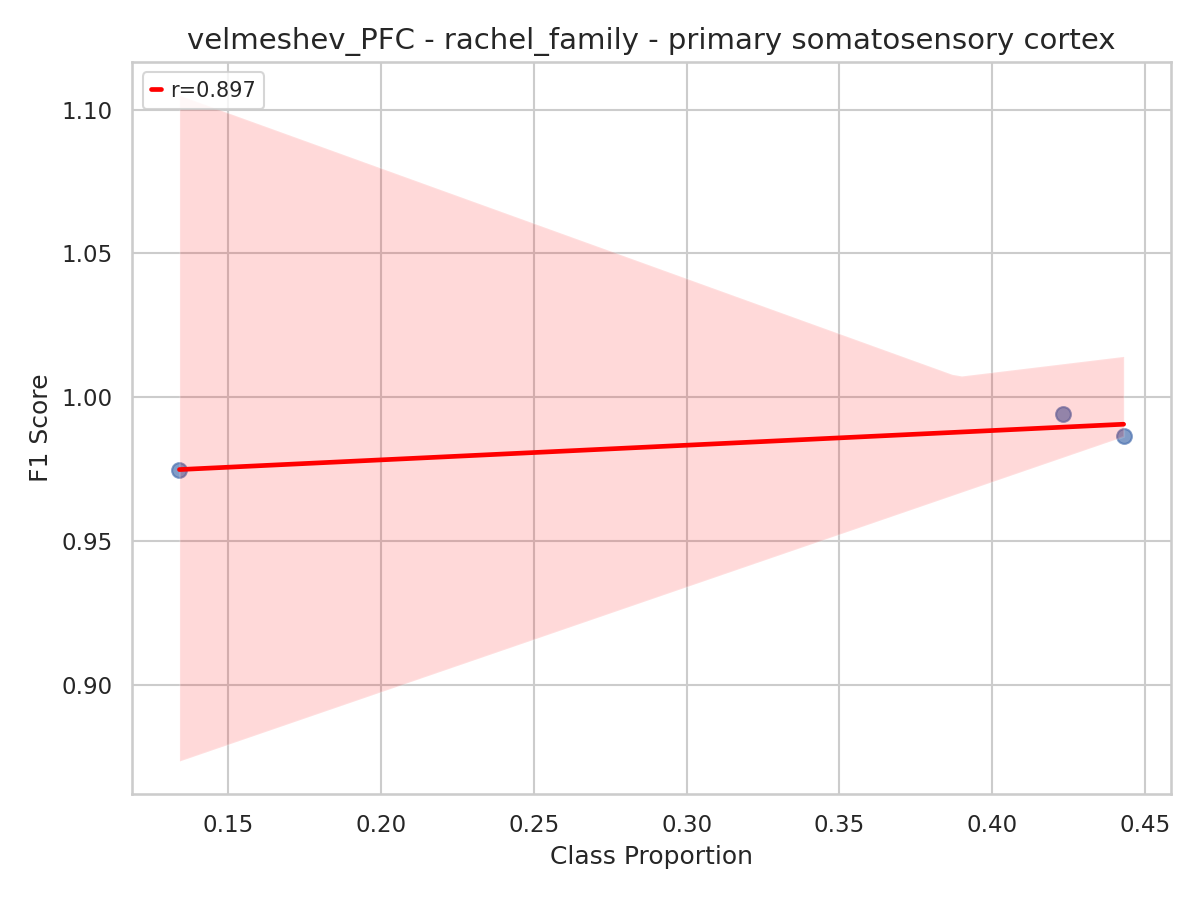 velmeshev_PFC - rachel_family - primary somatosensory cortex
r=0.897
1.10
1.05
1.00
0.95
0.90
F1 Score
0.15 0.20 0.25 0.30 0.35 0.40 0.45
Class Proportion